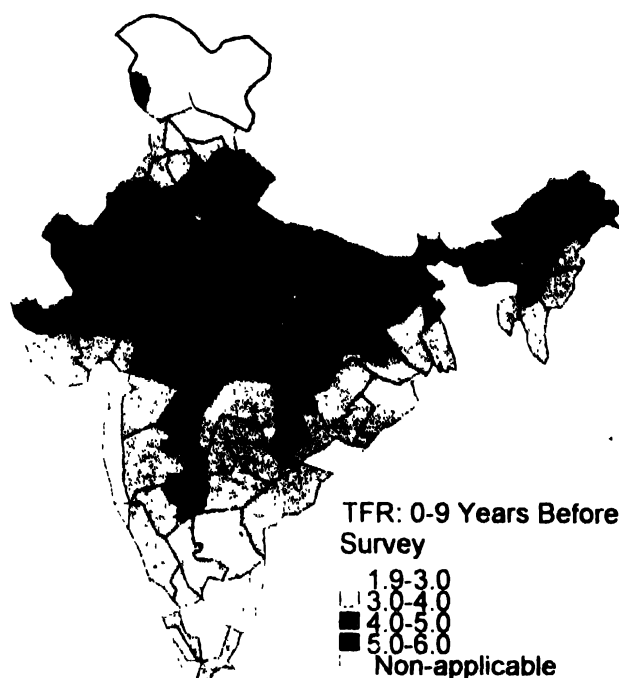 TFR: 0-9 Years Before
Survey
1.9-3.0
3.0-4.0
4.0-5.0
5.0-6.0
Non-applicable